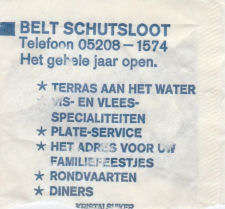 BELT SCHUTSLOOT
Telefoon 05208 - 1574
Het gehele jaar open.
* TERRAS AAN HET WATER
* VIS- EN VLEES-
SPECIALITEITEN
* PLATE-SERVICE
* HET ADRES VOOR UW
FAMILIEFEESTJES
* RONDVAARTEN
* DINERS
KRISTALSUIKER